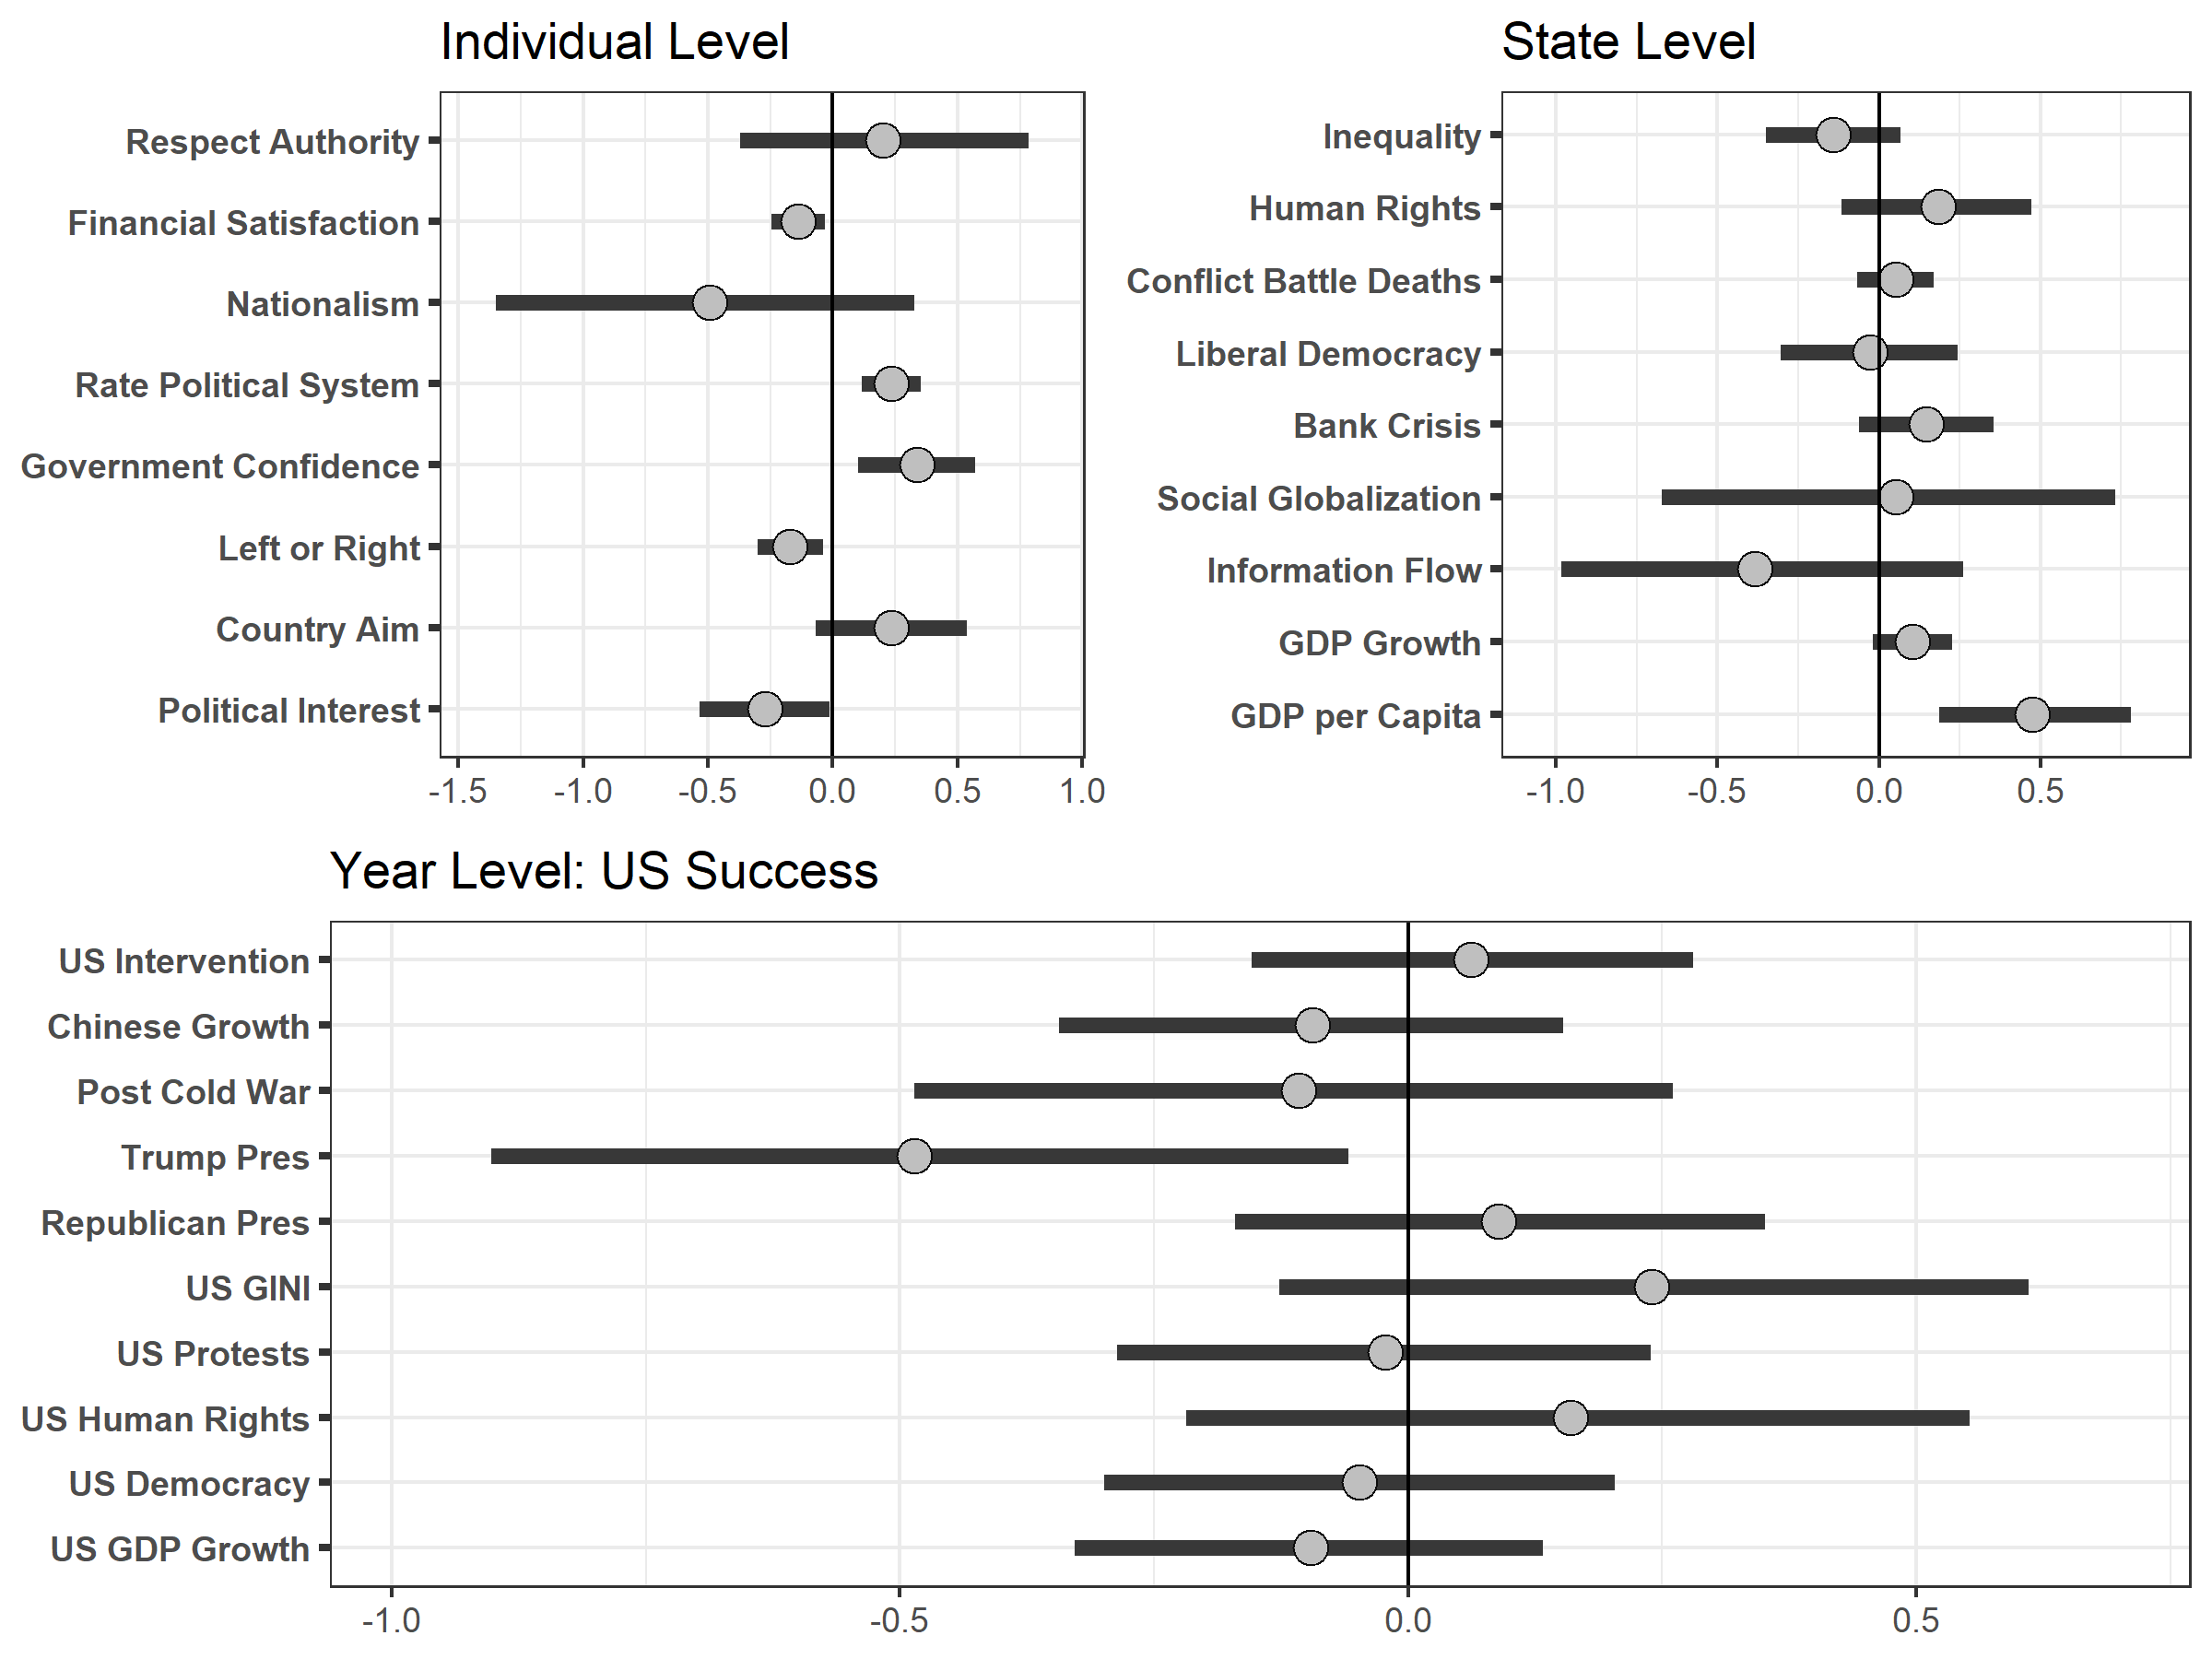 Individual Level
Respect Authority
Financial Satisfaction
Nationalism
Rate Political System
Government Confidence
Left or Right
Country Aim
Political Interest
-1.5 -1.0 -0.5 0.0 0.5 1.0
State Level
Inequality
Human Rights
Conflict Battle Deaths
Liberal Democracy
Bank Crisis
Social Globalization
Information Flow
GDP Growth
GDP per Capita
-1.0 -0.5 0.0 0.5
Year Level: US Success
US Intervention
Chinese Growth
Post Cold War
Trump Pres
Republican Pres
US GINI
US Protests
US Human Rights
US Democracy
US GDP Growth
-1.0 -0.5 0.0 0.5